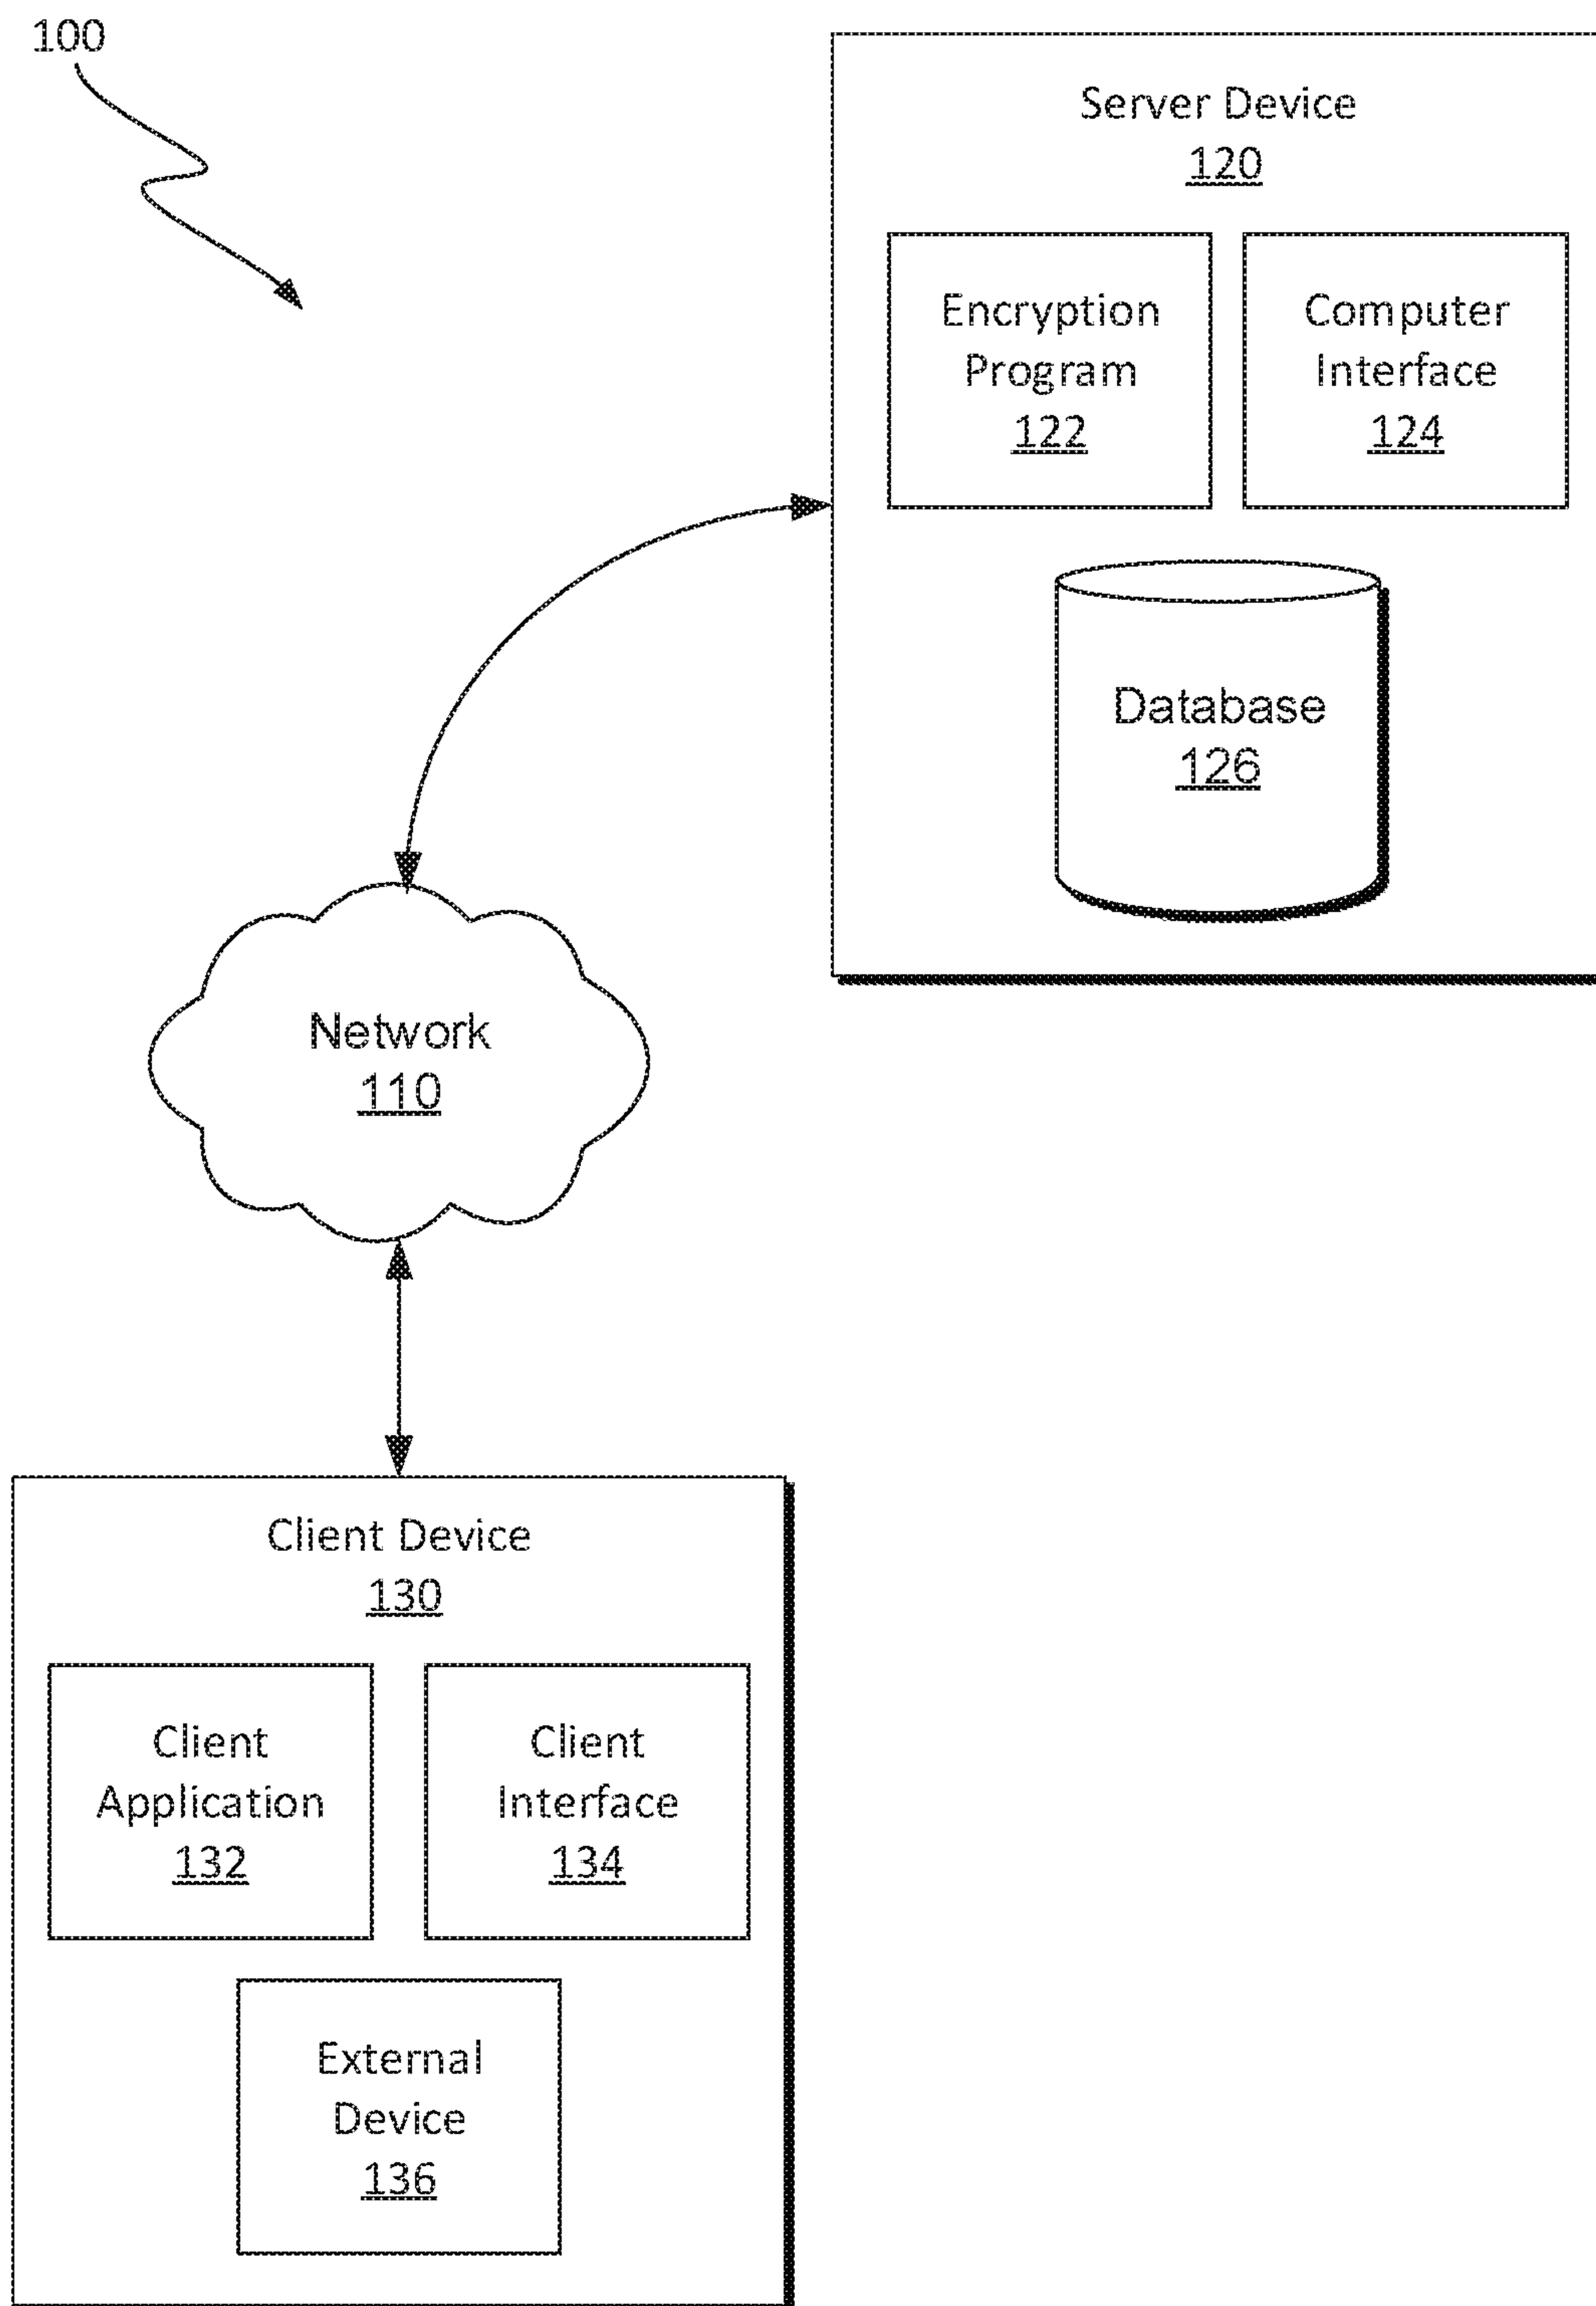 100
Server Device
120
Encryption
Program
122
Computer
Interface
124
Database
126
Network
110
Client Device
130
Client
Application
132
Client
Interface
134
External
Device
136